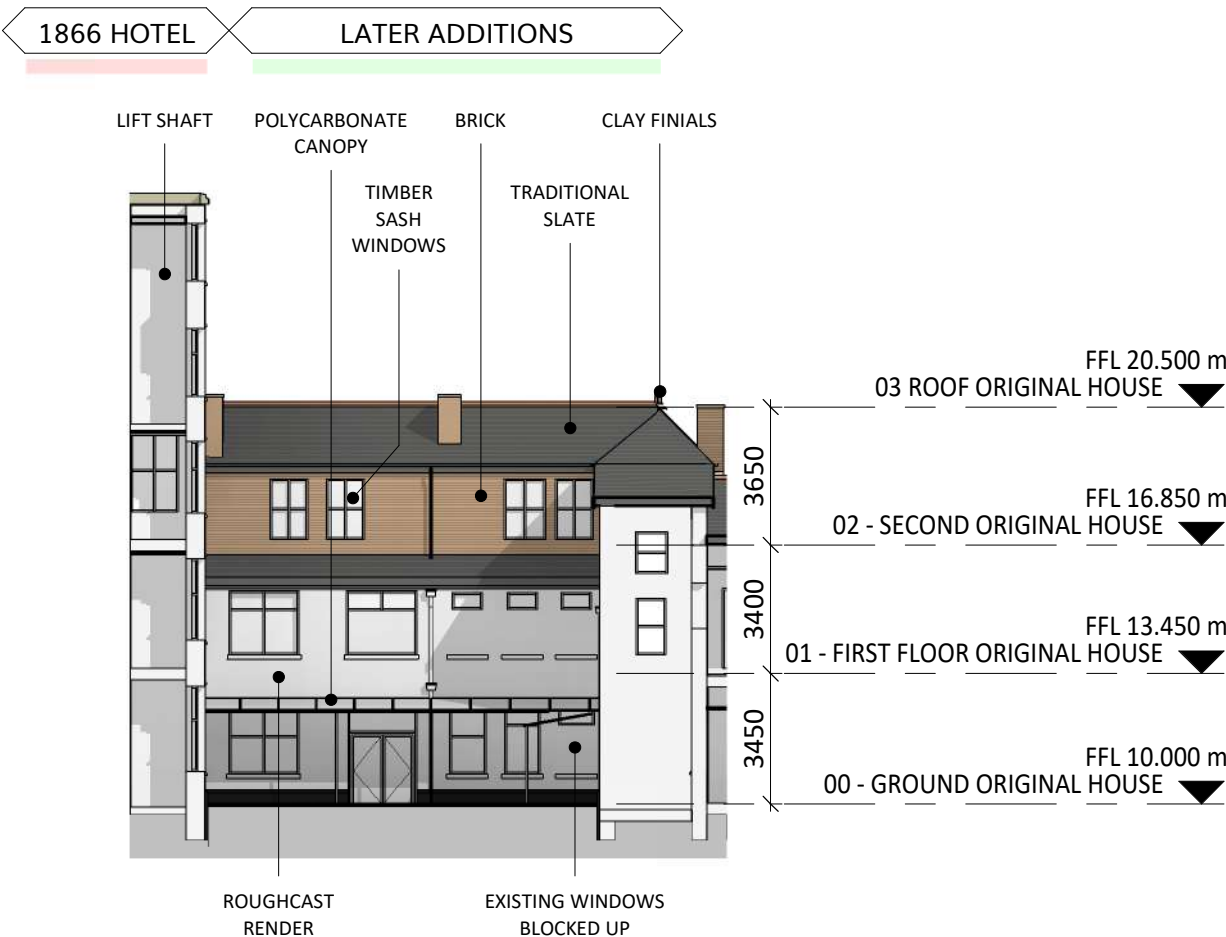 1866 HOTEL
LATER ADDITIONS
LIFT SHAFT
POLYCARBONATE
CANOPY
BRICK
CLAY FINIALS
TIMBER
SASH
WINDOWS
TRADITIONAL
SLATE
FFL 20.500 m
03 ROOF ORIGINAL HOUSE
3650
FFL 16.850 m
02 - SECOND ORIGINAL HOUSE
3400
FFL 13.450 m
01 - FIRST FLOOR ORIGINAL HOUSE
3450
FFL 10.000 m
00 - GROUND ORIGINAL HOUSE
ROUGHCAST
RENDER
EXISTING WINDOWS
BLOCKED UP